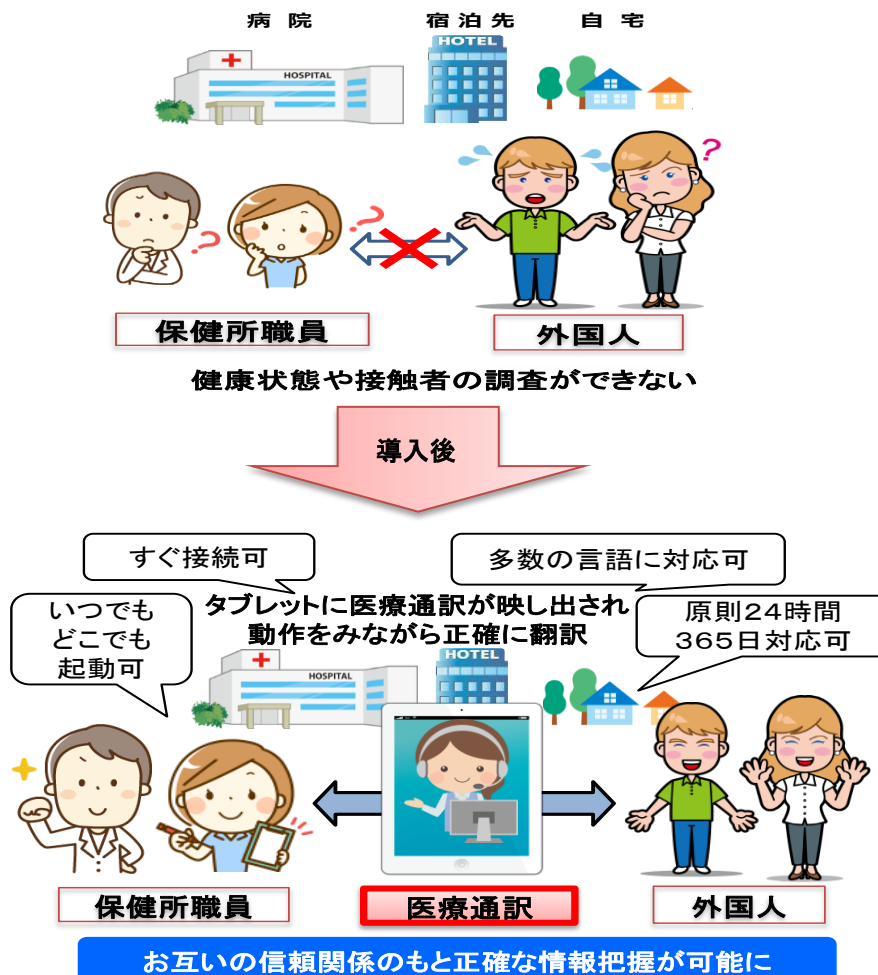 病院 宿泊先 自宅
HOSPITAL
HOTEL
?
?
?
保健所職員
外国人
健康状態や接触者の調査ができない
導入後
すぐ接続可
多数の言語に対応可
いつでも
どこでも
起動可
タブレットに医療通訳が映し出され
動作をみながら正確に翻訳
原則24時間
365日対応可
HOSPITAL
HOTEL
保健所職員
医療通訳
外国人
お互いの信頼関係のもと正確な情報把握が可能に